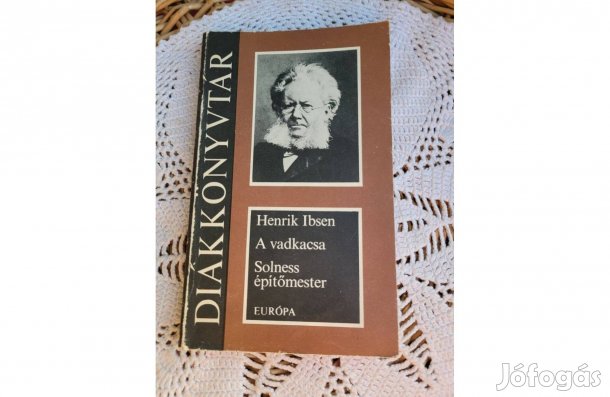 DIÁKKÖNYVTÁR
Henrik Ibsen
A vadkacsa
Solness
építőmester
EURÓPA
Jófogás